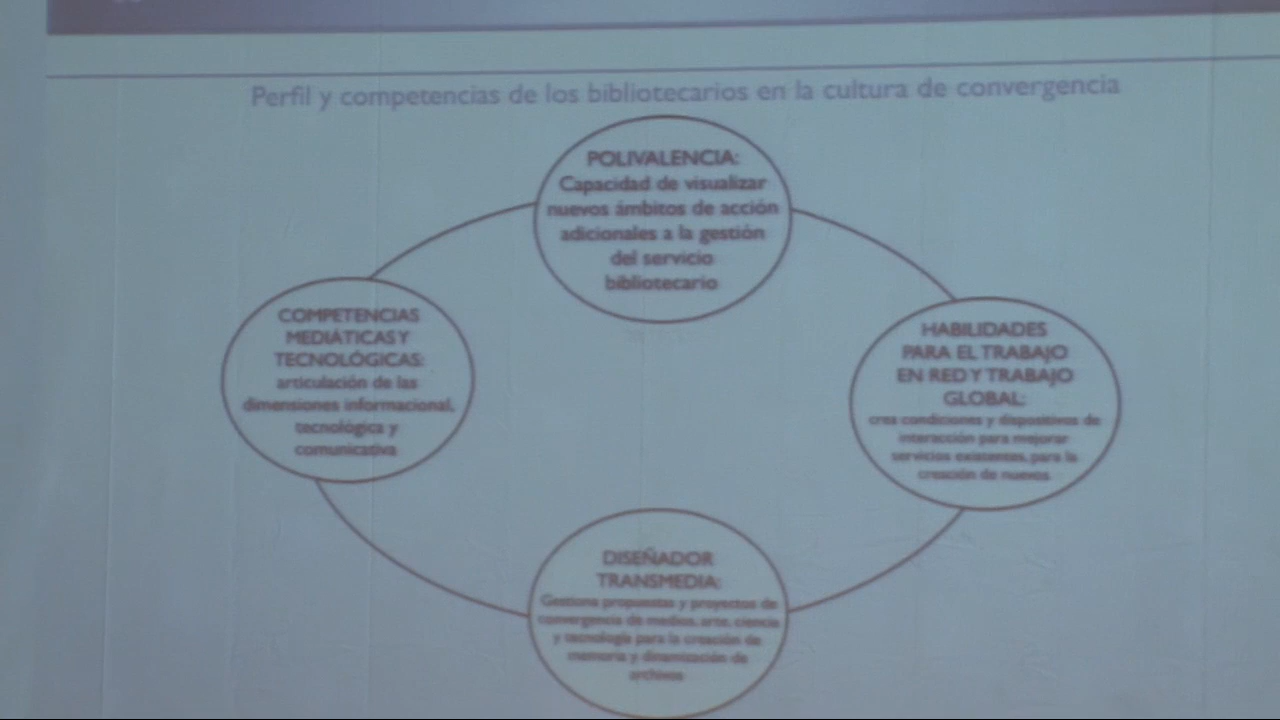 Perfil y competencias de los bibliotecarios en la cultura de convergencia
POLIVALENCIA:
Capacidad de visualizar
nuevos ámbitos de acción
adicionales a la gestión
del servicio
bibliotecario
COMPETENCIAS
MEDIÁTICAS Y
TECNOLÓGICAS:
articulación de las
dimensiones informacional,
tecnológica y
comunicativa
HABILIDADES
PARA EL TRABAJO
EN RED Y TRABAJO
GLOBAL:
crea condiciones y dispositivos de
interacción para mejorar
servicios existentes, para la
creación de nuevos.
DISEÑADOR
TRANSMEDIA:
Gestiona propuestas y proyectos de
convergencia de medios, arte, ciencia
y tecnología para la creación de
memoria y dinamización de
archivos